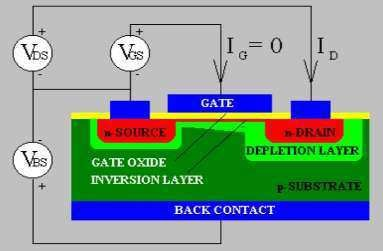 + +
V_DS V_GS I_G = 0 I_D
- -
GATE
n-SOURCE n-DRAIN
DEPLETION LAYER
GATE OXIDE
INVERSION LAYER
-
V_BS
+
p-SUBSTRATE
BACK CONTACT